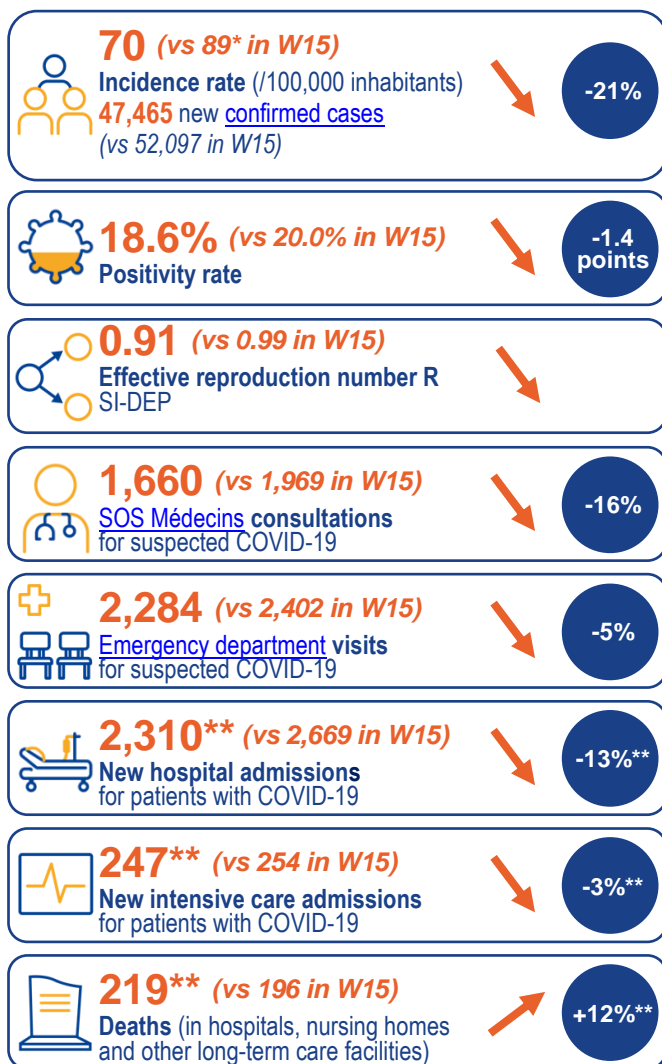 70 (vs 89* in W15)
Incidence rate (/100,000 inhabitants)
47,465 new confirmed cases
(vs 52,097 in W15)
-21%
18.6% (vs 20.0% in W15)
Positivity rate
-1.4
points
0.91 (vs 0.99 in W15)
Effective reproduction number R
SI-DEP
1,660 (vs 1,969 in W15)
SOS Médecins consultations
for suspected COVID-19
-16%
2,284 (vs 2,402 in W15)
Emergency department visits
for suspected COVID-19
-5%
2,310** (vs 2,669 in W15)
New hospital admissions
for patients with COVID-19
-13%**
247** (vs 254 in W15)
New intensive care admissions
for patients with COVID-19
-3%**
219** (vs 196 in W15)
Deaths (in hospitals, nursing homes
and other long-term care facilities)
+12%**